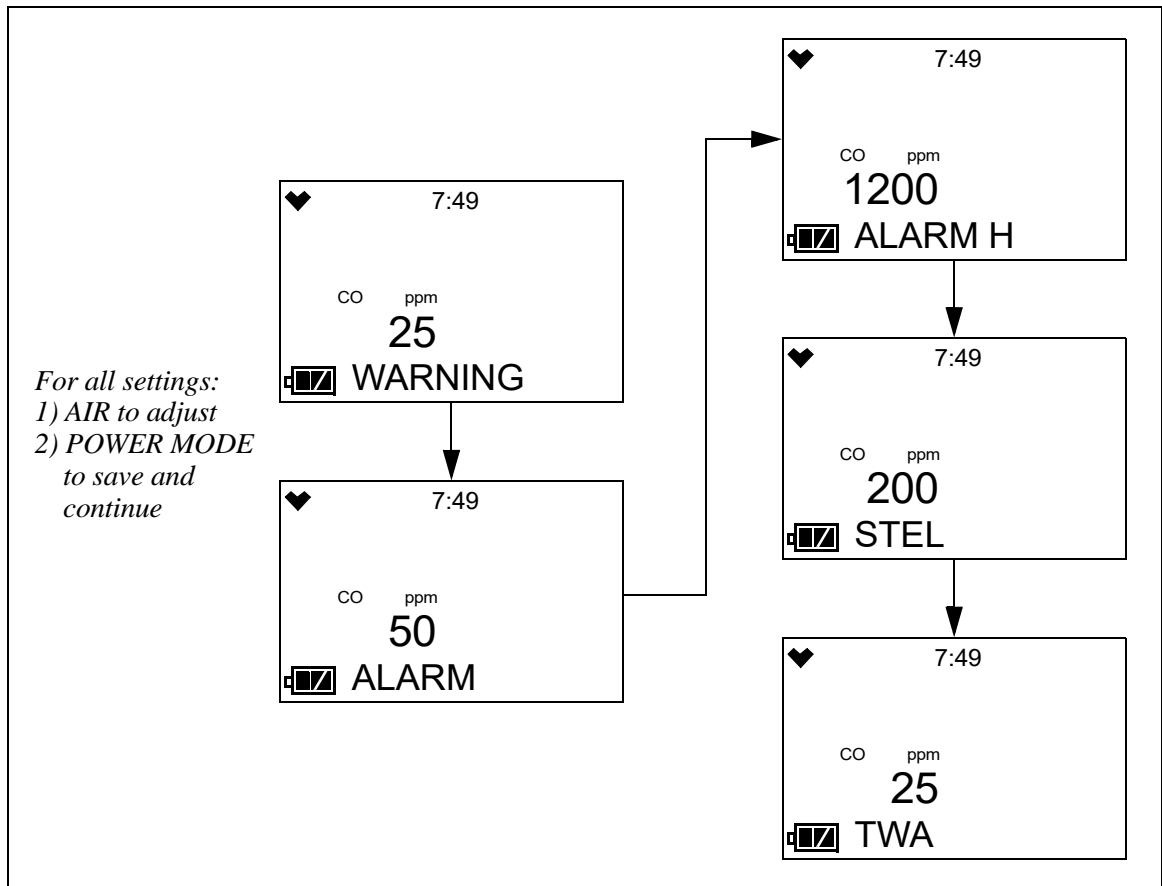 For all settings:
1) AIR to adjust
2) POWER MODE
to save and
continue
7:49
CO ppm
25
WARNING
7:49
CO ppm
50
ALARM
7:49
CO ppm
1200
ALARM H
7:49
CO ppm
200
STEL
7:49
CO ppm
25
TWA